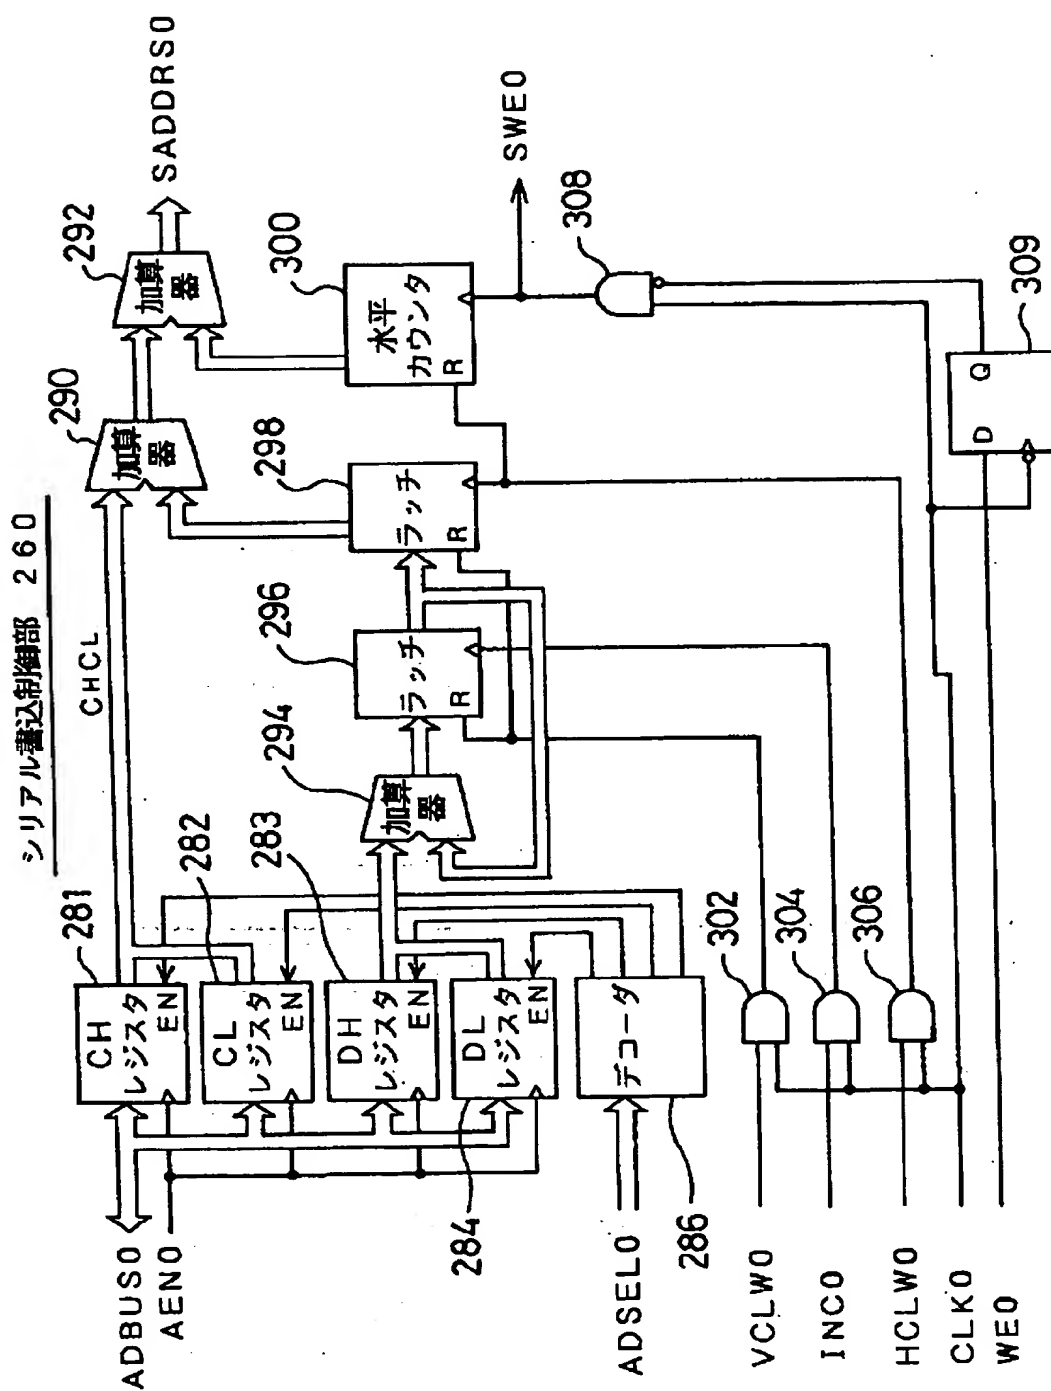 シリアル書込制御部 260
ADBUS0
AEN0
ADSEL0
VCLW0
INC0
HCLW0
CLK0
WE0
281
CH
レジスタ
EN
282
CL
レジスタ
EN
283
DH
レジスタ
EN
284
DL
レジスタ
EN
286
デコーダ
CHCL
294
加算
器
296
ラッチ
R
298
ラッチ
R
290
加算
器
292
加算
器
SADDRS0
300
水平
カウンタ
R
SWE0
302
304
306
308
309
D
Q